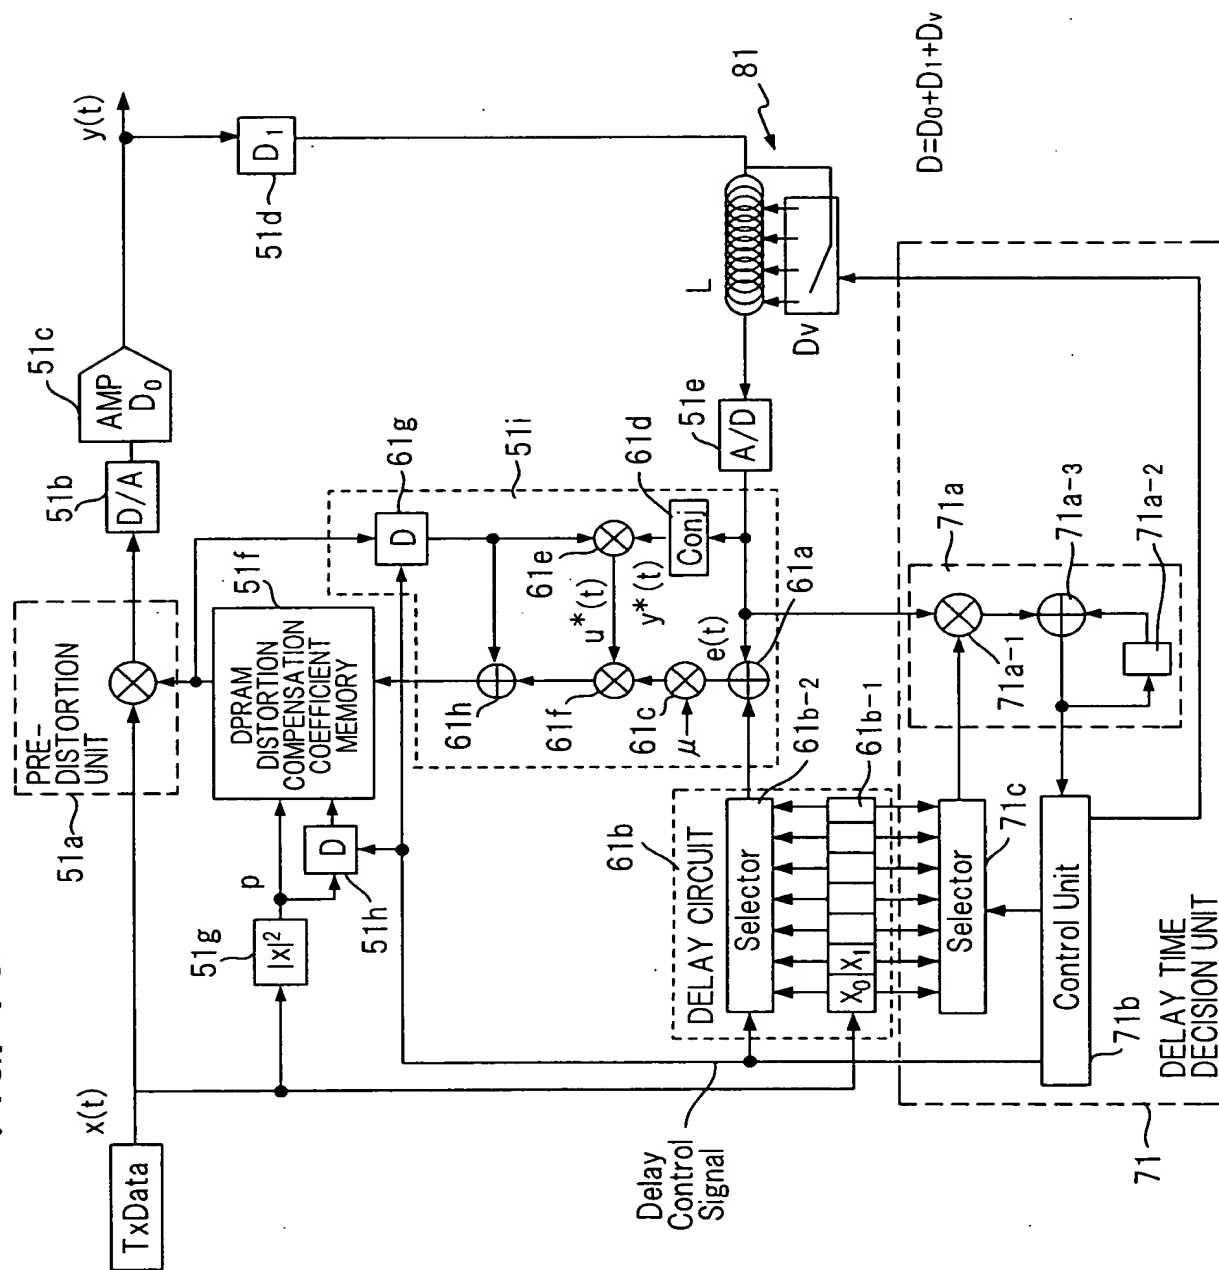 TxData
x(t)
51a
PRE-
DISTORTION
UNIT
51b
D/A
51c
AMP
D0
y(t)
D1
51d
51g
|x|²
p
D
51h
51f
DPRAM
DISTORTION
COMPENSATION
COEFFICIENT
MEMORY
D
61g
51i
61h
61e
u*(t)
y*(t)
Conj
61d
61f
61c
μ
e(t)
61a
A/D
51e
L
Dv
81
D=D0+D1+Dv
Delay
Control
Signal
61b
DELAY CIRCUIT
Selector
61b-2
X0
X1
61b-1
Selector
71c
Control Unit
71b
71a
71a-1
71a-3
71a-2
71
DELAY TIME
DECISION UNIT